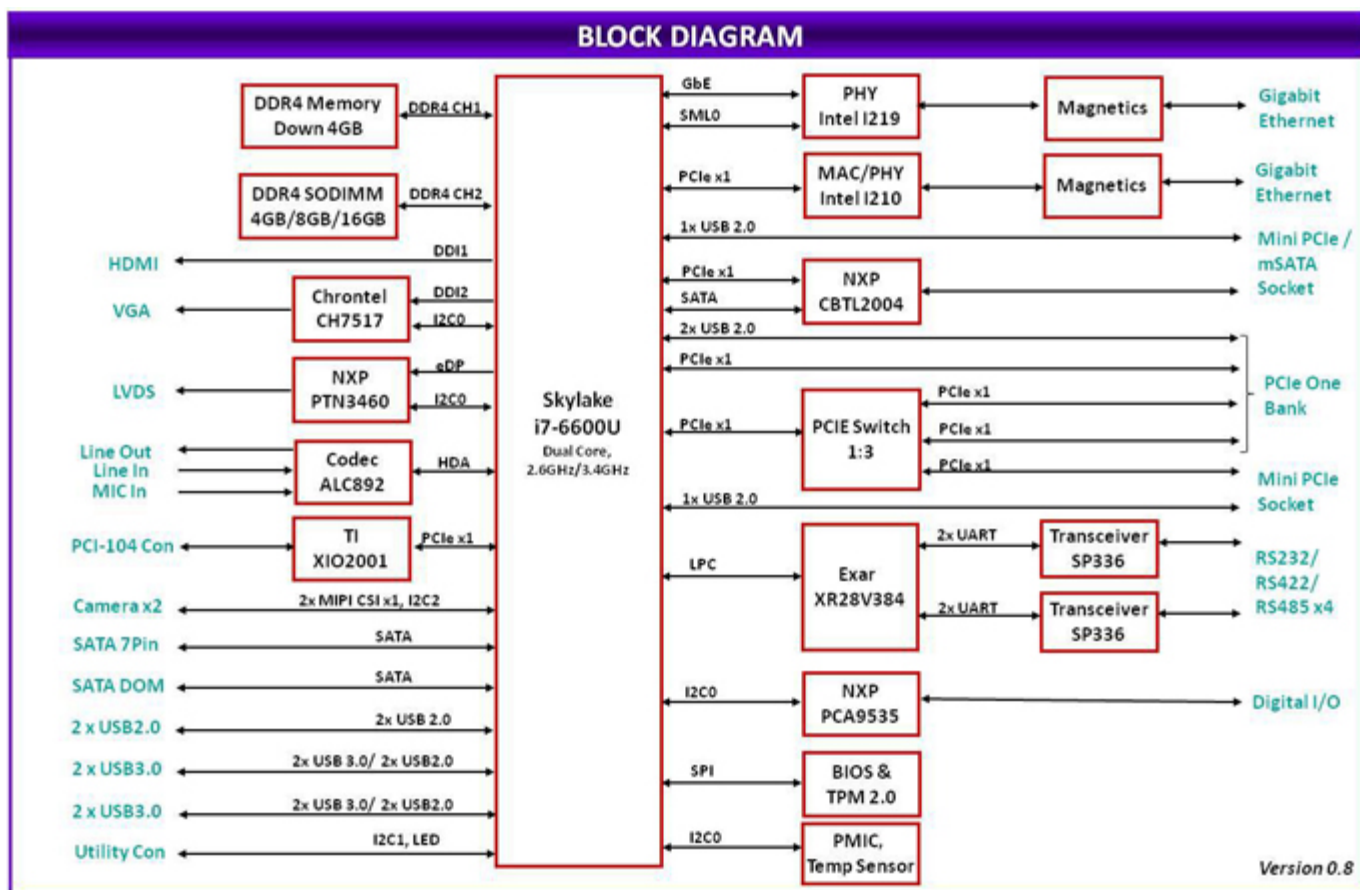 BLOCK DIAGRAM
DDR4 Memory
Down 4GB
DDR4 CH1
DDR4 SODIMM
4GB/8GB/16GB
DDR4 CH2
HDMI
DDI1
VGA
Chrontel
CH7517
DDI2
I2C0
LVDS
NXP
PTN3460
eDP
I2C0
Line Out
Line In
MIC In
Codec
ALC892
HDA
PCI-104 Con
TI
XIO2001
PCIe x1
Camera x2
2x MIPI CSI x1, I2C2
SATA 7Pin
SATA
SATA DOM
SATA
2 x USB2.0
2x USB 2.0
2 x USB3.0
2x USB 3.0/ 2x USB2.0
2 x USB3.0
2x USB 3.0/ 2x USB2.0
Utility Con
I2C1, LED
Skylake
i7-6600U
Dual Core,
2.6GHz/3.4GHz
GbE
SML0
PHY
Intel I219
Magnetics
Gigabit
Ethernet
PCIe x1
MAC/PHY
Intel I210
Magnetics
Gigabit
Ethernet
1x USB 2.0
PCIe x1
SATA
NXP
CBTL2004
Mini PCIe /
mSATA
Socket
2x USB 2.0
PCIe x1
PCIe x1
PCIE Switch
1:3
PCIe x1
PCIe x1
PCIe x1
PCIe One
Bank
1x USB 2.0
Mini PCIe
Socket
LPC
Exar
XR28V384
2x UART
2x UART
Transceiver
SP336
Transceiver
SP336
RS232/
RS422/
RS485 x4
I2C0
NXP
PCA9535
Digital I/O
SPI
BIOS &
TPM 2.0
I2C0
PMIC,
Temp Sensor
Version 0.8